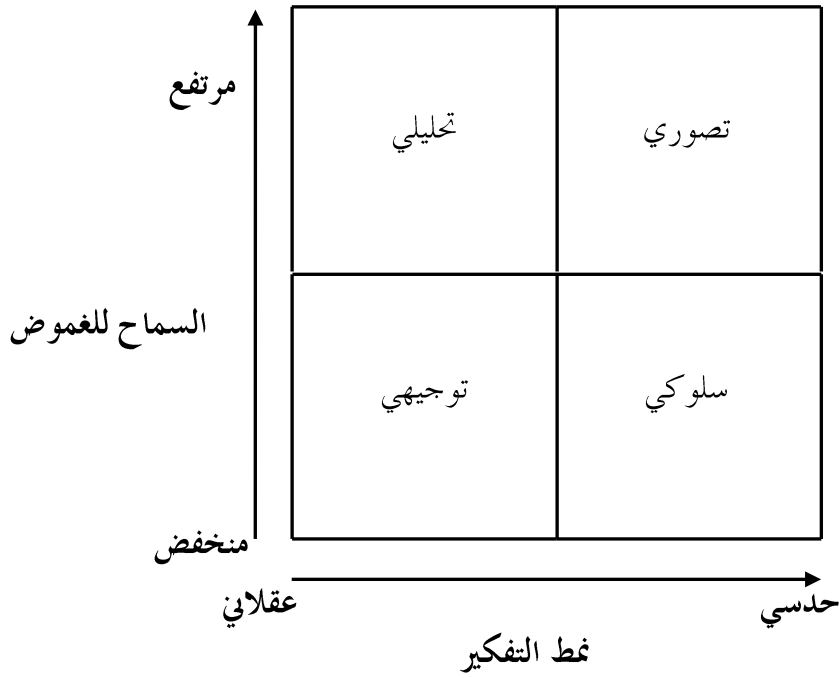 مرتفع
تصوري
تحليلي
السماح للغموض
سلوكي
توجيهي
منخفض
حدسي
عقلاني
نمط التفكير